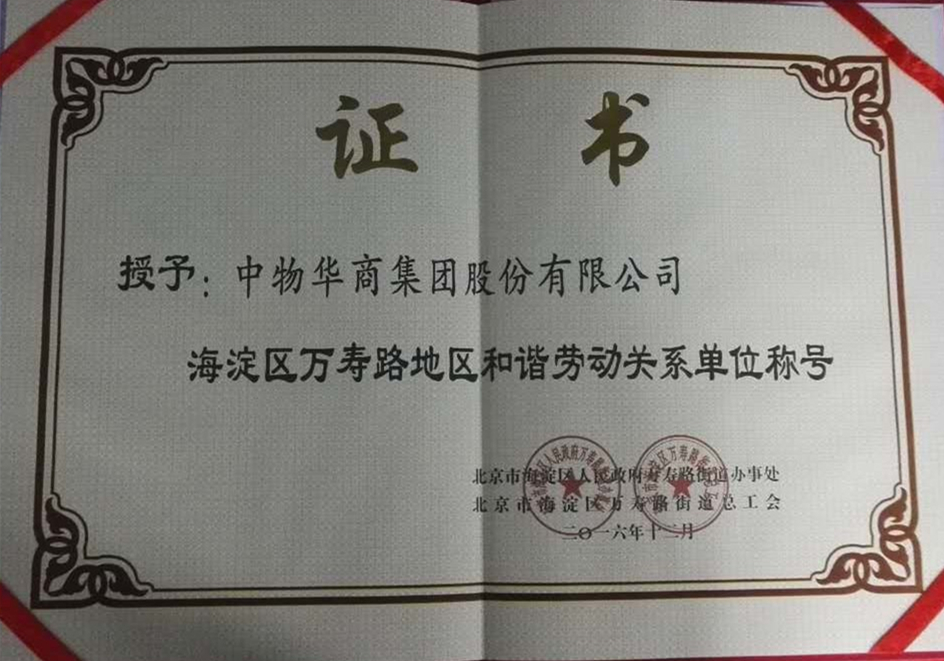 证书
授予：中物华商集团股份有限公司
海淀区万寿路地区和谐劳动关系单位称号
北京市海淀区人民政府万寿路街道办事处
北京市海淀区万寿路街道总工会
二〇一六年十二月